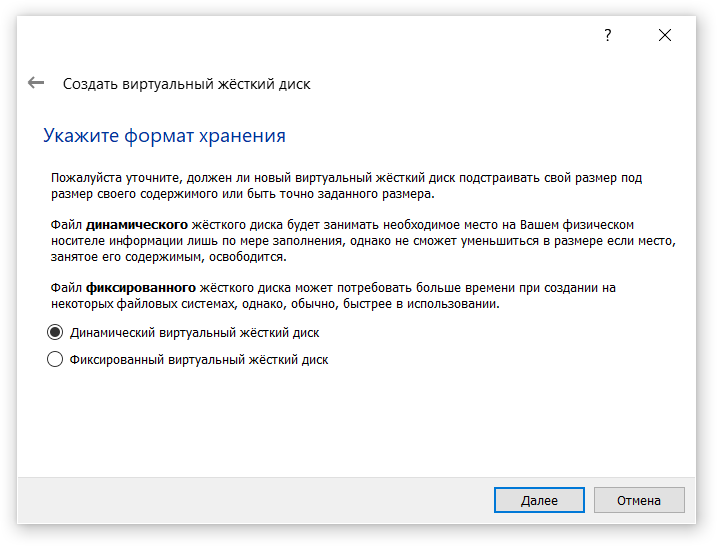 ?
Создать виртуальный жёсткий диск
Укажите формат хранения
Пожалуйста уточните, должен ли новый виртуальный жёсткий диск подстраивать свой размер под
размер своего содержимого или быть точно заданного размера.
Файл динамического жёсткого диска будет занимать необходимое место на Вашем физическом
носителе информации лишь по мере заполнения, однако не сможет уменьшиться в размере если место,
занятое его содержимым, освободится.
Файл фиксированного жёсткого диска может потребовать больше времени при создании на
некоторых файловых системах, однако, обычно, быстрее в использовании.
Динамический виртуальный жёсткий диск
Фиксированный виртуальный жёсткий диск
Далее
Отмена